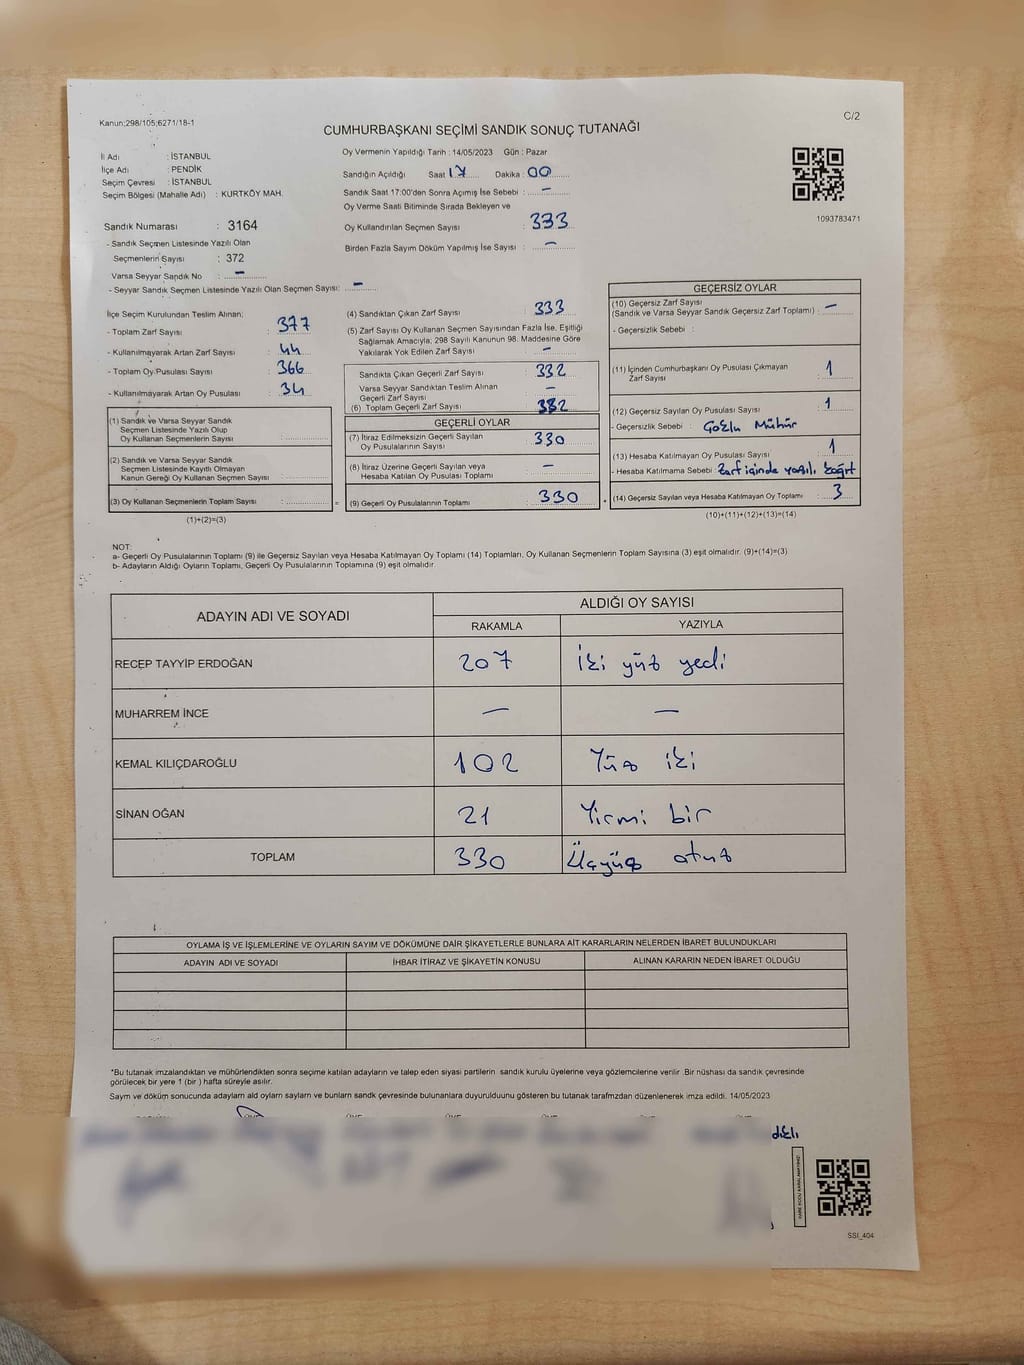 Kanun;298/105;6271/18-1
C/2
CUMHURBAŞKANI SEÇİMİ SANDIK SONUÇ TUTANAĞI
İl Adı : İSTANBUL
İlçe Adı : PENDİK
Seçim Çevresi : İSTANBUL
Seçim Bölgesi (Mahalle Adı) : KURTKÖY MAH.
Oy Vermenin Yapıldığı Tarih : 14/05/2023 Gün : Pazar
Sandığın Açıldığı Saat 17 Dakika : 00
Sandık Saat 17:00'den Sonra Açımış İse Sebebi : –
Oy Verme Saati Bitiminde Sırada Bekleyen ve
Oy Kullandırılan Seçmen Sayısı : 333
Birden Fazla Sayım Döküm Yapılmış İse Sayısı : –
1093783471
Sandık Numarası : 3164
- Sandık Seçmen Listesinde Yazılı Olan
Seçmenlerin Sayısı : 372
Varsa Seyyar Sandık No : –
- Seyyar Sandık Seçmen Listesinde Yazılı Olan Seçmen Sayısı: –
İlçe Seçim Kurulundan Teslim Alınan;
- Toplam Zarf Sayısı : 377
- Kullanılmayarak Artan Zarf Sayısı : 44
- Toplam Oy Pusulası Sayısı : 366
- Kullanılmayarak Artan Oy Pusulası : 34
(1) Sandık ve Varsa Seyyar Sandık
Seçmen Listesinde Yazılı Olup
Oy Kullanan Seçmenlerin Sayısı :
(2) Sandık ve Varsa Seyyar Sandık
Seçmen Listesinde Kayıtlı Olmayan
Kanun Gereği Oy Kullanan Seçmen Sayısı :
(3) Oy Kullanan Seçmenlerin Toplam Sayısı : =
(1)+(2)=(3)
(4) Sandıktan Çıkan Zarf Sayısı : 333
(5) Zarf Sayısı Oy Kullanan Seçmen Sayısından Fazla İse, Eşitliği
Sağlamak Amacıyla; 298 Sayılı Kanunun 98. Maddesine Göre
Yakılarak Yok Edilen Zarf Sayısı : –
Sandıkta Çıkan Geçerli Zarf Sayısı : 332
Varsa Seyyar Sandıktan Teslim Alınan
Geçerli Zarf Sayısı : –
(6) Toplam Geçerli Zarf Sayısı : 332
GEÇERLİ OYLAR
(7) İtiraz Edilmeksizin Geçerli Sayılan
Oy Pusulalarının Sayısı : 330
(8) İtiraz Üzerine Geçerli Sayılan veya
Hesaba Katılan Oy Pusulası Toplamı : –
(9) Geçerli Oy Pusulalarının Toplamı : 330
GEÇERSİZ OYLAR
(10) Geçersiz Zarf Sayısı
(Sandık ve Varsa Seyyar Sandık Geçersiz Zarf Toplamı) : –
- Geçersizlik Sebebi :
(11) İçinden Cumhurbaşkanı Oy Pusulası Çıkmayan
Zarf Sayısı : 1
(12) Geçersiz Sayılan Oy Pusulası Sayısı : 1
- Geçersizlik Sebebi : Çoklu Mühür
(13) Hesaba Katılmayan Oy Pusulası Sayısı : 1
- Hesaba Katılmama Sebebi : Zarf içinde yazılı kağıt
(14) Geçersiz Sayılan veya Hesaba Katılmayan Oy Toplamı : 3
(10)+(11)+(12)+(13)=(14)
NOT:
a- Geçerli Oy Pusulalarının Toplamı (9) ile Geçersiz Sayılan veya Hesaba Katılmayan Oy Toplamı (14) Toplamları, Oy Kullanan Seçmenlerin Toplam Sayısına (3) eşit olmalıdır. (9)+(14)=(3)
b- Adayların Aldığı Oyların Toplamı, Geçerli Oy Pusulalarının Toplamına (9) eşit olmalıdır.
ADAYIN ADI VE SOYADI ALDIĞI OY SAYISI
RAKAMLA YAZIYLA
RECEP TAYYİP ERDOĞAN 207 İki yüz yedi
MUHARREM İNCE – –
KEMAL KILIÇDAROĞLU 102 Yüz iki
SİNAN OĞAN 21 Yirmi bir
TOPLAM 330 Üçyüz otuz
OYLAMA İŞ VE İŞLEMLERİNE VE OYLARIN SAYIM VE DÖKÜMÜNE DAİR ŞİKAYETLERLE BUNLARA AİT KARARLARIN NELERDEN İBARET BULUNDUKLARI
ADAYIN ADI VE SOYADI İHBAR İTİRAZ VE ŞİKAYETİN KONUSU ALINAN KARARIN NEDEN İBARET OLDUĞU
*Bu tutanak imzalandıktan ve mühürlendikten sonra seçime katılan adayların ve talep eden siyasi partilerin sandık kurulu üyelerine veya gözlemcilerine verilir .Bir nüshası da sandık çevresinde
görülecek bir yere 1 (bir ) hafta süreyle asılır.
Sayım ve döküm sonucunda adayların ald oyların sayları ve bunların sandk çevresinde bulunanlara duyurulduunu gösteren bu tutanak tarafmzdan düzenlenerek imza edildi. 14/05/2023
SSI_404